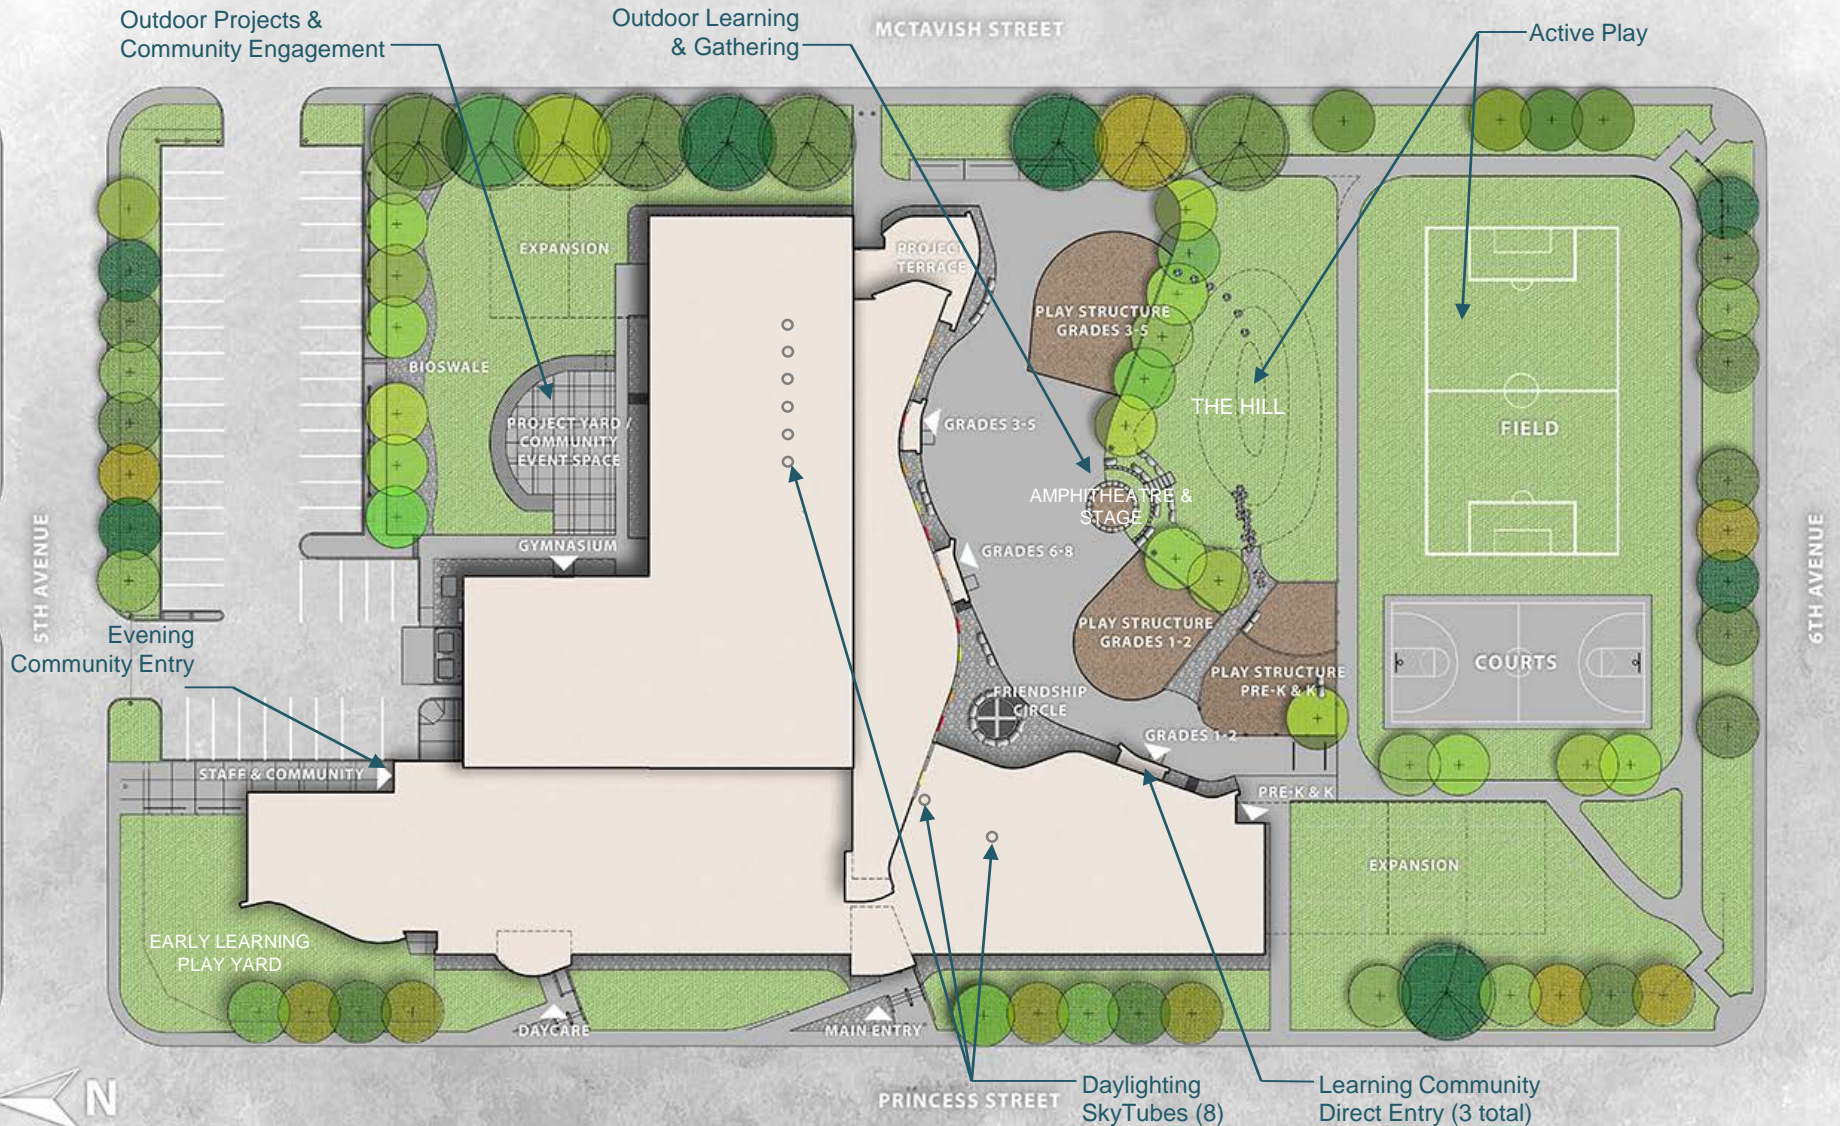 Outdoor Projects &
Community Engagement
Outdoor Learning
& Gathering
MCTAVISH STREET
Active Play
EXPANSION
PROJECT
TERRACE
PLAY STRUCTURE
GRADES 3-5
BIOSWALE
THE HILL
PROJECT YARD /
COMMUNITY
EVENT SPACE
GRADES 3-5
FIELD
AMPHITHEATRE &
STAGE
GYMNASIUM
GRADES 6-8
5TH AVENUE
6TH AVENUE
Evening
Community Entry
PLAY STRUCTURE
GRADES 1-2
PLAY STRUCTURE
PRE-K & K
COURTS
FRIENDSHIP
CIRCLE
GRADES 1-2
STAFF & COMMUNITY
PRE-K & K
EXPANSION
EARLY LEARNING
PLAY YARD
DAYCARE
MAIN ENTRY
N
PRINCESS STREET
Daylighting
SkyTubes (8)
Learning Community
Direct Entry (3 total)